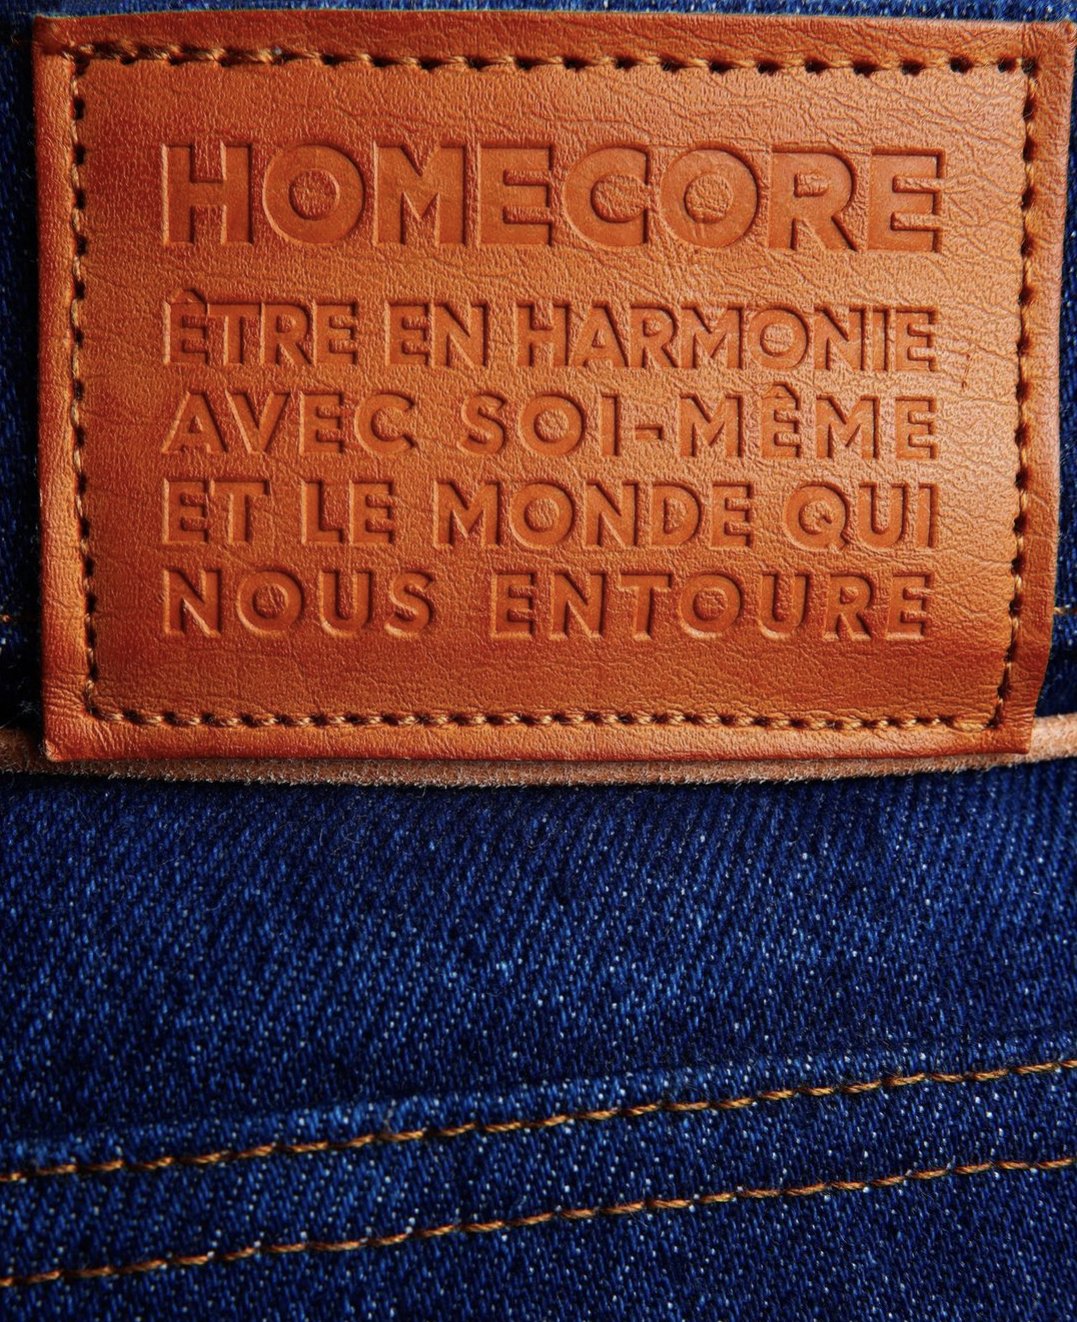 HOMECORE
ÊTRE EN HARMONIE
AVEC SOI-MÊME
ET LE MONDE QUI
NOUS ENTOURE